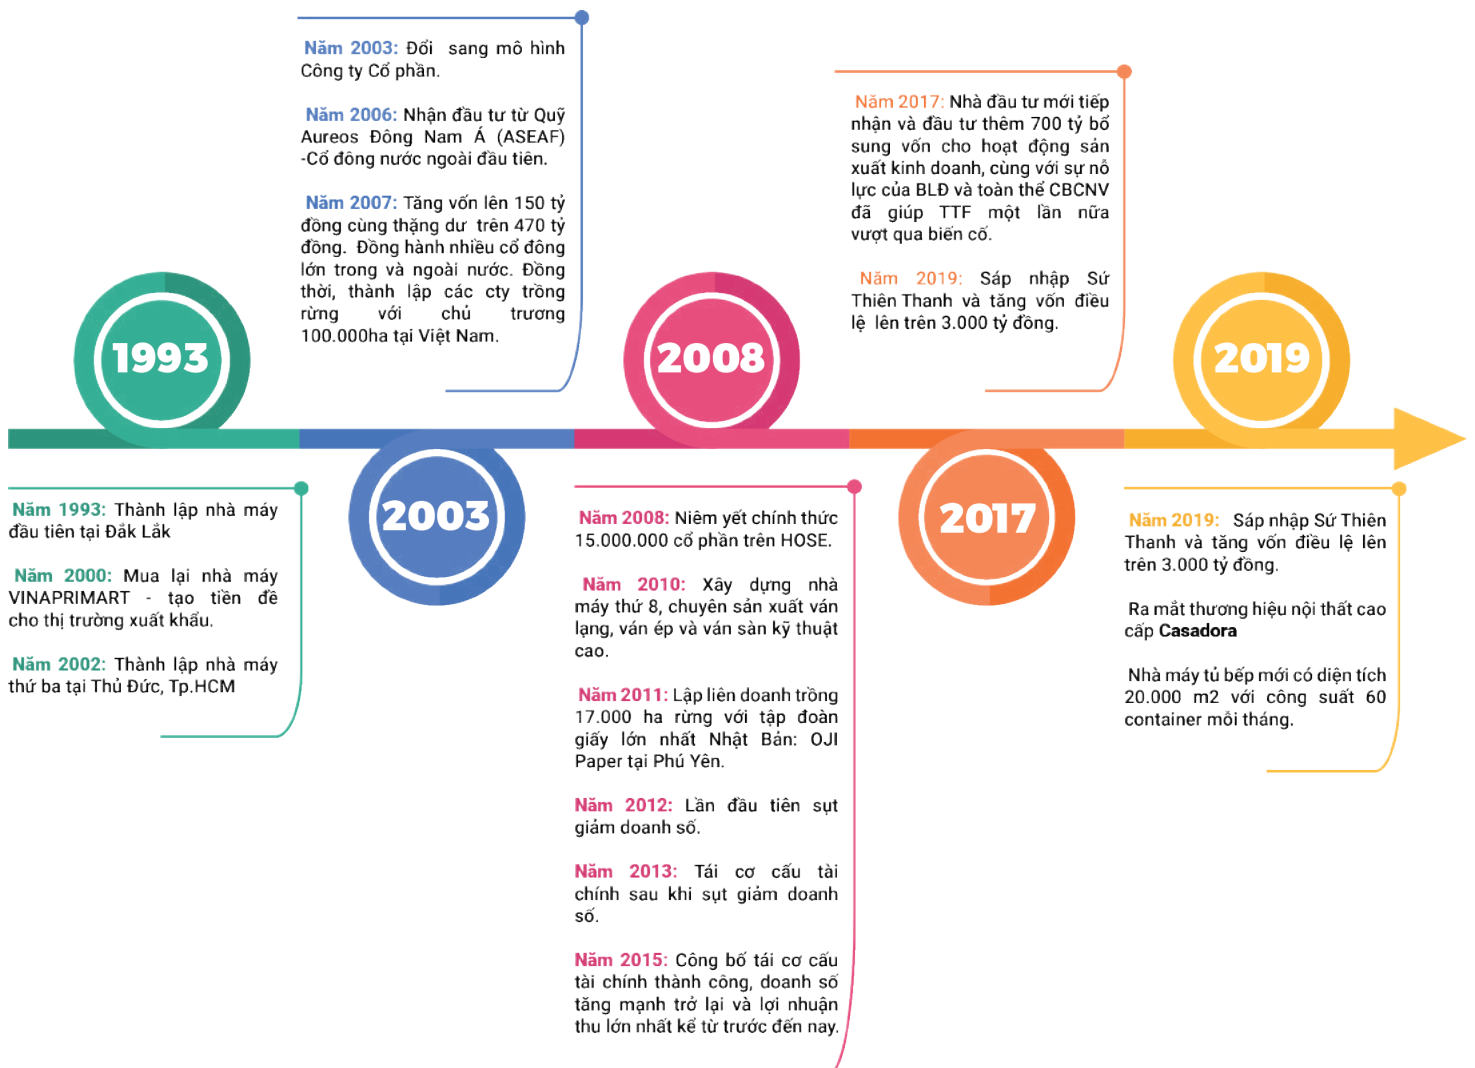 1993
Năm 1993: Thành lập nhà máy
đầu tiên tại Đắk Lắk
Năm 2000: Mua lại nhà máy
VINAPRIMART - tạo tiền đề
cho thị trường xuất khẩu.
Năm 2002: Thành lập nhà máy
thứ ba tại Thủ Đức, Tp.HCM
Năm 2003: Đổi sang mô hình
Công ty Cổ phần.
Năm 2006: Nhận đầu tư từ Quỹ
Aureos Đông Nam Á (ASEAF)
-Cổ đông nước ngoài đầu tiên.
Năm 2007: Tăng vốn lên 150 tỷ
đồng cùng thặng dư trên 470 tỷ
đồng. Đồng hành nhiều cổ đông
lớn trong và ngoài nước. Đồng
thời, thành lập các cty trồng
rừng với chủ trương
100.000ha tại Việt Nam.
2003
2008
Năm 2008: Niêm yết chính thức
15.000.000 cổ phần trên HOSE.
Năm 2010: Xây dựng nhà
máy thứ 8, chuyên sản xuất ván
lạng, ván ép và ván sàn kỹ thuật
cao.
Năm 2011: Lập liên doanh trồng
17.000 ha rừng với tập đoàn
giấy lớn nhất Nhật Bản: OJI
Paper tại Phú Yên.
Năm 2012: Lần đầu tiên sụt
giảm doanh số.
Năm 2013: Tái cơ cấu tài
chính sau khi sụt giảm doanh
số.
Năm 2015: Công bố tái cơ cấu
tài chính thành công, doanh số
tăng mạnh trở lại và lợi nhuận
thu lớn nhất kể từ trước đến nay.
Năm 2017: Nhà đầu tư mới tiếp
nhận và đầu tư thêm 700 tỷ bổ
sung vốn cho hoạt động sản
xuất kinh doanh, cùng với sự nỗ
lực của BLĐ và toàn thể CBCNV
đã giúp TTF một lần nữa
vượt qua biến cố.
Năm 2019: Sáp nhập Sứ
Thiên Thanh và tăng vốn điều
lệ lên trên 3.000 tỷ đồng.
2017
2019
Năm 2019: Sáp nhập Sứ Thiên
Thanh và tăng vốn điều lệ lên
trên 3.000 tỷ đồng.
Ra mắt thương hiệu nội thất cao
cấp Casadora
Nhà máy tủ bếp mới có diện tích
20.000 m2 với công suất 60
container mỗi tháng.